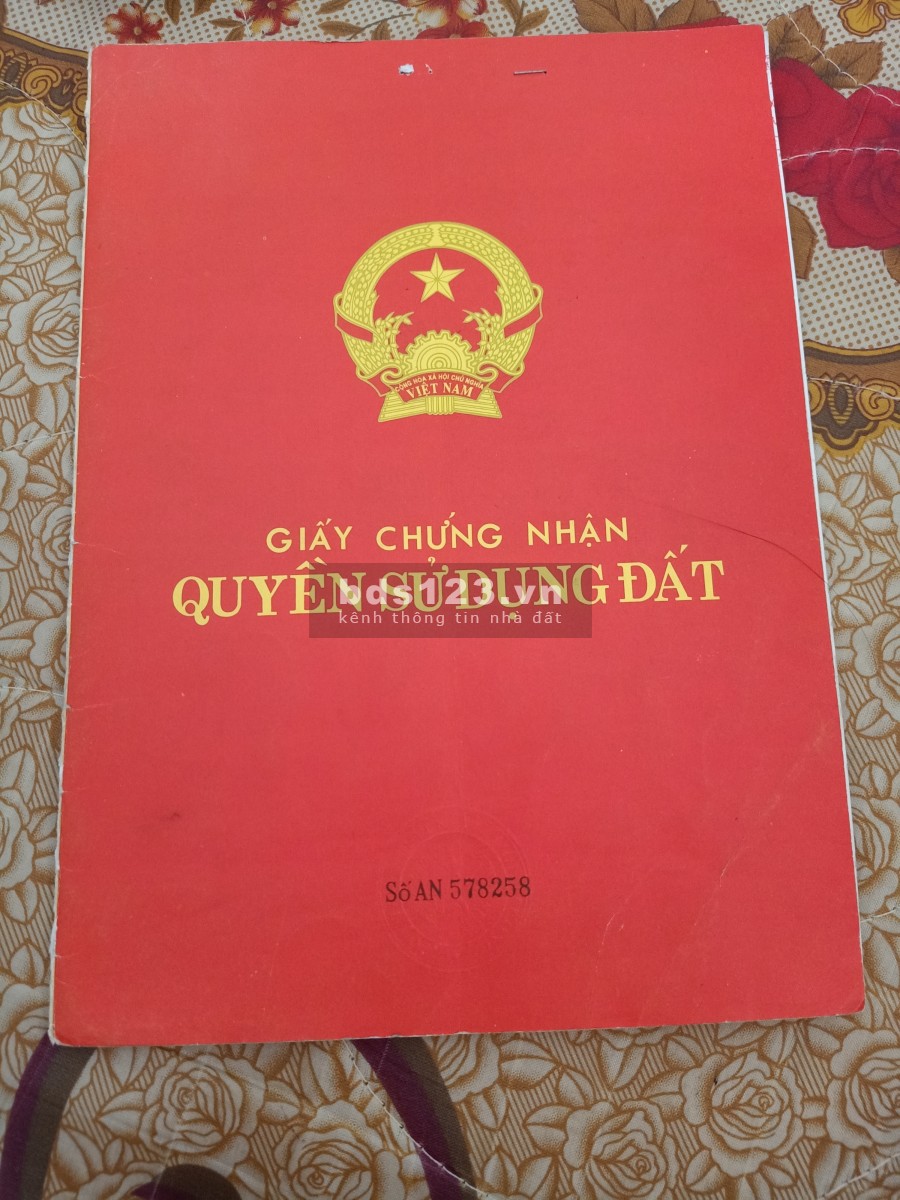 CỘNG HÒA XÃ HỘI CHỦ NGHĨA
VIỆT NAM
GIẤY CHỨNG NHẬN
QUYỀN SỬ DỤNG ĐẤT
bds123.vn
kênh thông tin nhà đất
Số AN 578258